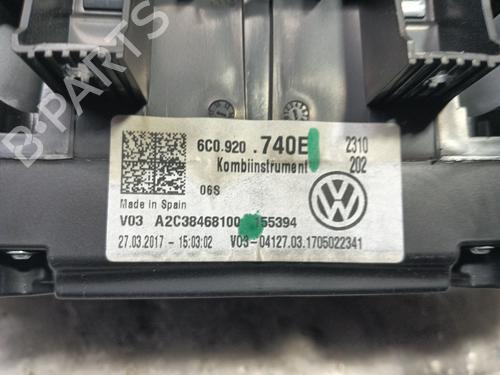 B-PARTS
6C0.920 .740E 2310
Kombiinstrument 202
06S
Made in Spain
V03 A2C38468100 55394
27.03.2017 - 15:03:02 V03-04127.03.1705022341